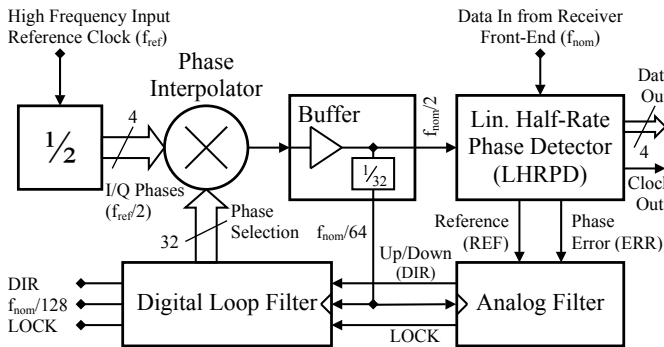 High Frequency Input
Reference Clock (fref)
Data In from Receiver
Front-End (fnom)
Phase
Interpolator
Buffer
fnom/2
Lin. Half-Rate
Phase Detector
(LHRPD)
Data
Out
4
Clock
Out
½
4
I/Q Phases
(fref/2)
1/32
32
Phase
Selection
fnom/64
Reference
(REF)
Phase
Error (ERR)
Up/Down
(DIR)
DIR
fnom/128
LOCK
Digital Loop Filter
Analog Filter
LOCK